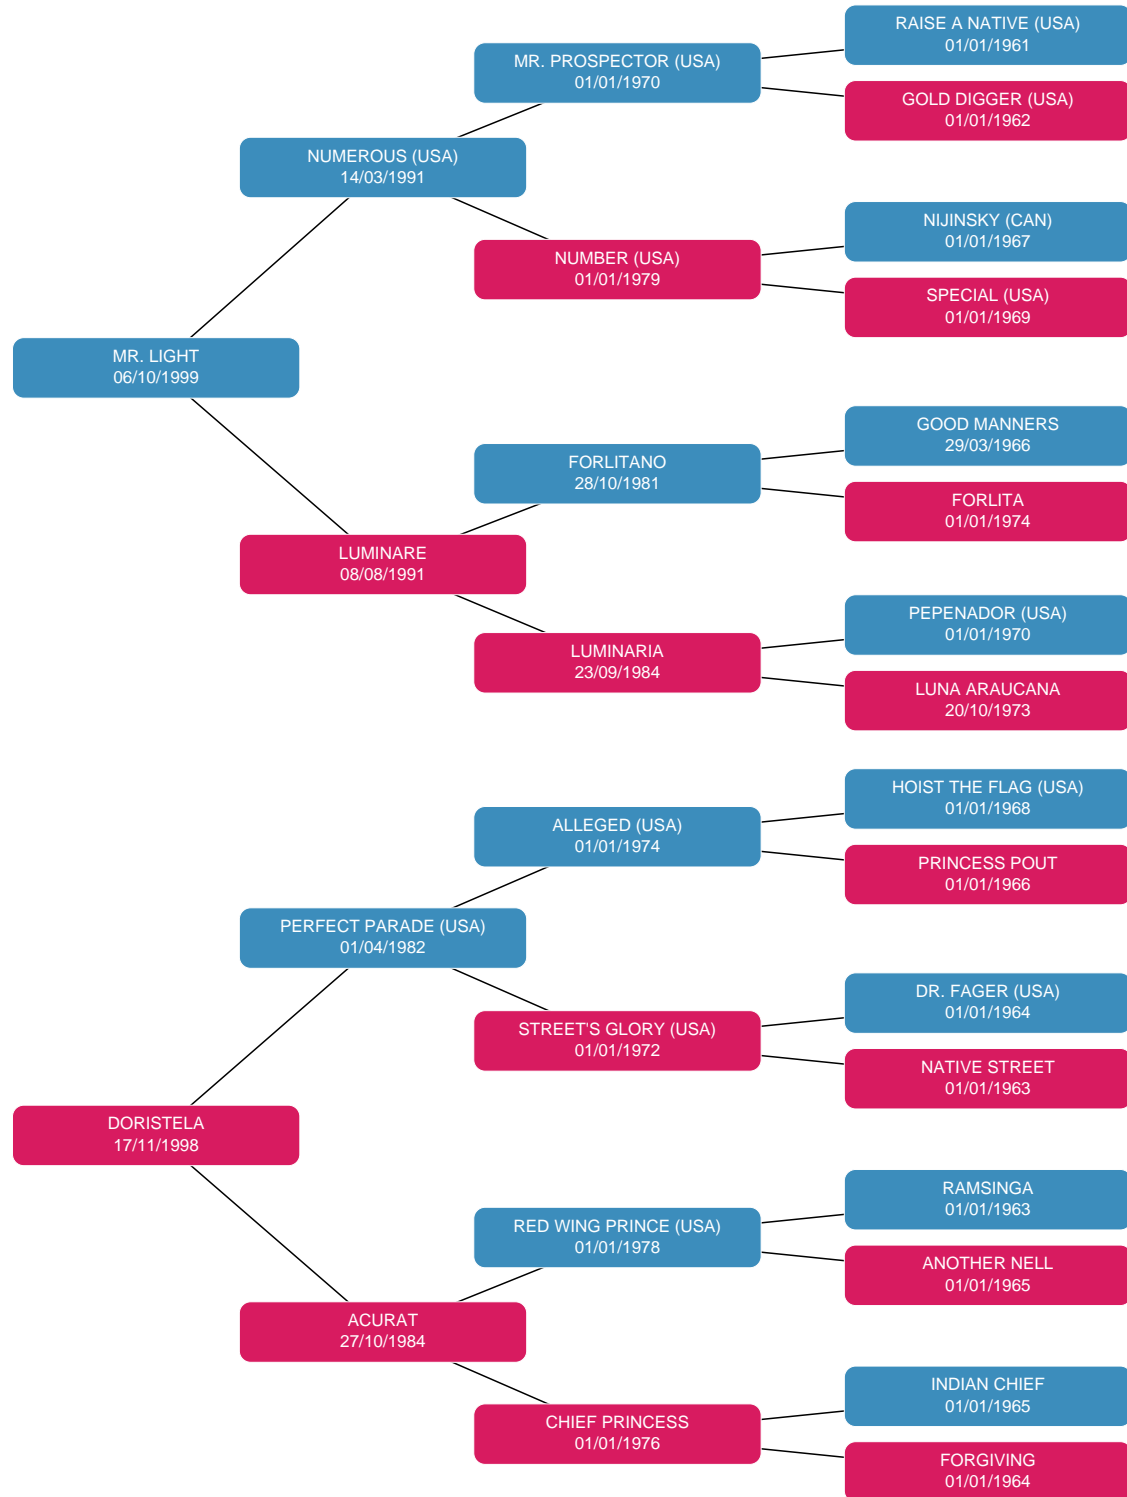 RAISE A NATIVE (USA)
01/01/1961
MR. PROSPECTOR (USA)
01/01/1970
GOLD DIGGER (USA)
01/01/1962
NUMEROUS (USA)
14/03/1991
NIJINSKY (CAN)
01/01/1967
NUMBER (USA)
01/01/1979
SPECIAL (USA)
01/01/1969
MR. LIGHT
06/10/1999
GOOD MANNERS
29/03/1966
FORLITANO
28/10/1981
FORLITA
01/01/1974
LUMINARE
08/08/1991
PEPENADOR (USA)
01/01/1970
LUMINARIA
23/09/1984
LUNA ARAUCANA
20/10/1973
HOIST THE FLAG (USA)
01/01/1968
ALLEGED (USA)
01/01/1974
PRINCESS POUT
01/01/1966
PERFECT PARADE (USA)
01/04/1982
DR. FAGER (USA)
01/01/1964
STREET'S GLORY (USA)
01/01/1972
NATIVE STREET
01/01/1963
DORISTELA
17/11/1998
RAMSINGA
01/01/1963
RED WING PRINCE (USA)
01/01/1978
ANOTHER NELL
01/01/1965
ACURAT
27/10/1984
INDIAN CHIEF
01/01/1965
CHIEF PRINCESS
01/01/1976
FORGIVING
01/01/1964